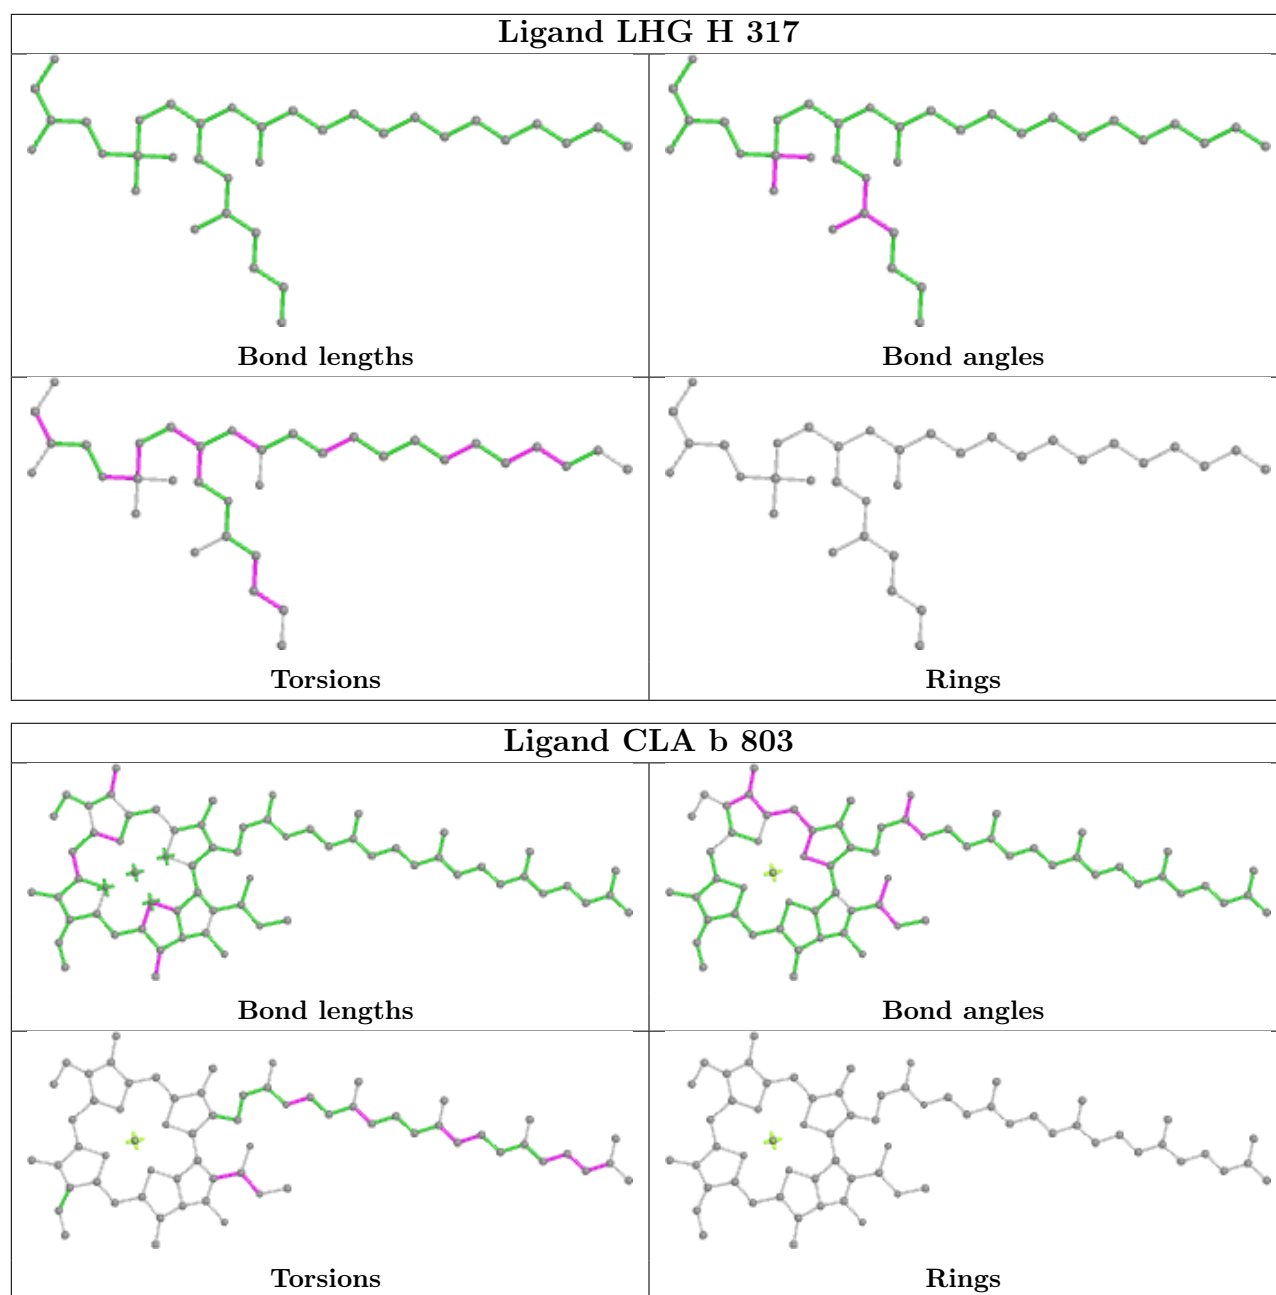 Ligand LHG H 317
Bond lengths
Bond angles
Torsions
Rings
Ligand CLA b 803
Bond lengths
Bond angles
Torsions
Rings